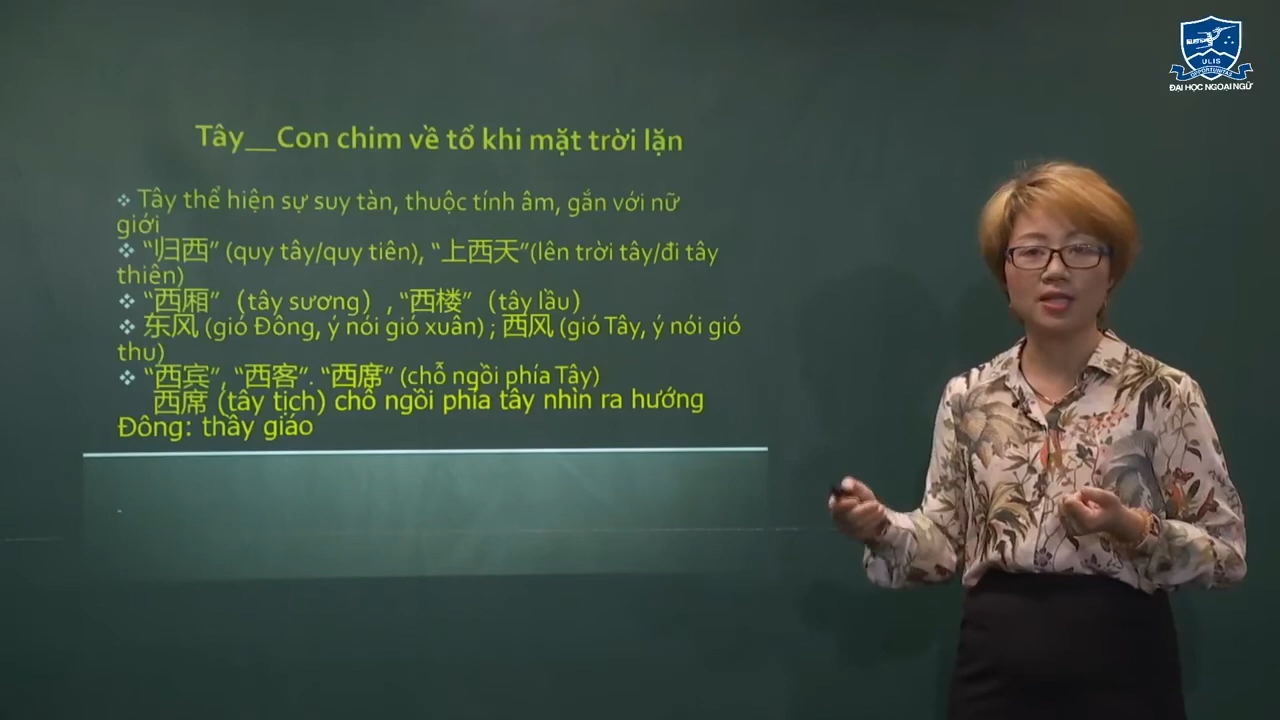 ULIS
OPPORTUNITAS
ĐẠI HỌC NGOẠI NGỮ
Tây__Con chim về tổ khi mặt trời lặn
❖ Tây thể hiện sự suy tàn, thuộc tính âm, gắn với nữ
giới
❖ “归西” (quy tây/quy tiên), “上西天”(lên trời tây/đi tây
thiên)
❖ “西厢”（tây sương）, “西楼”（tây lầu）
❖ 东风 (gió Đông, ý nói gió xuân) ; 西风 (gió Tây, ý nói gió
thu)
❖ “西宾”, “西客”. “西席” (chỗ ngồi phía Tây)
西席 (tây tịch) chỗ ngồi phía tây nhìn ra hướng
Đông: thầy giáo